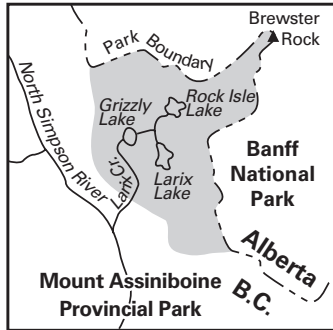 Brewster
Rock
Park Boundary
North Simpson River
Grizzly
Lake
Rock Isle
Lake
Larix Cr.
Larix
Lake
Banff
National
Park
Alberta
B.C.
Mount Assiniboine
Provincial Park